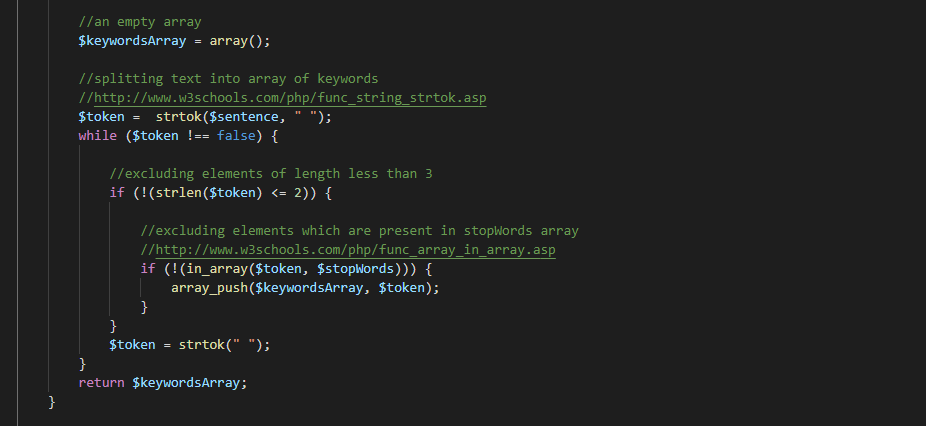 //an empty array
$keywordsArray = array();
//splitting text into array of keywords
//http://www.w3schools.com/php/func_string_strtok.asp
$token =  strtok($sentence, " ");
while ($token !== false) {
//excluding elements of length less than 3
if (!(strlen($token) <= 2)) {
//excluding elements which are present in stopWords array
//http://www.w3schools.com/php/func_array_in_array.asp
if (!(in_array($token, $stopWords))) {
array_push($keywordsArray, $token);
}
}
$token = strtok(" ");
}
return $keywordsArray;
}